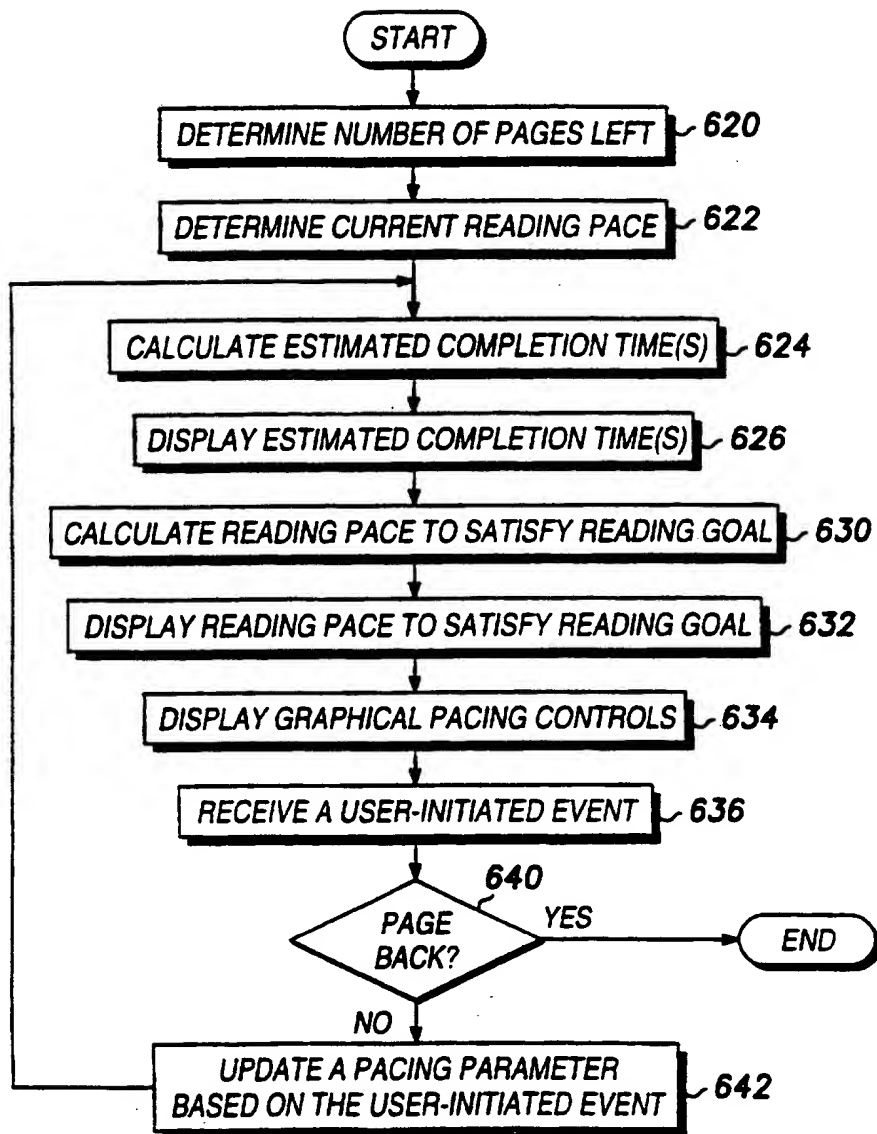 START
DETERMINE NUMBER OF PAGES LEFT 620
DETERMINE CURRENT READING PACE 622
CALCULATE ESTIMATED COMPLETION TIME(S) 624
DISPLAY ESTIMATED COMPLETION TIME(S) 626
CALCULATE READING PACE TO SATISFY READING GOAL 630
DISPLAY READING PACE TO SATISFY READING GOAL 632
DISPLAY GRAPHICAL PACING CONTROLS 634
RECEIVE A USER-INITIATED EVENT 636
640
PAGE
BACK?
YES
END
NO
UPDATE A PACING PARAMETER
BASED ON THE USER-INITIATED EVENT
642